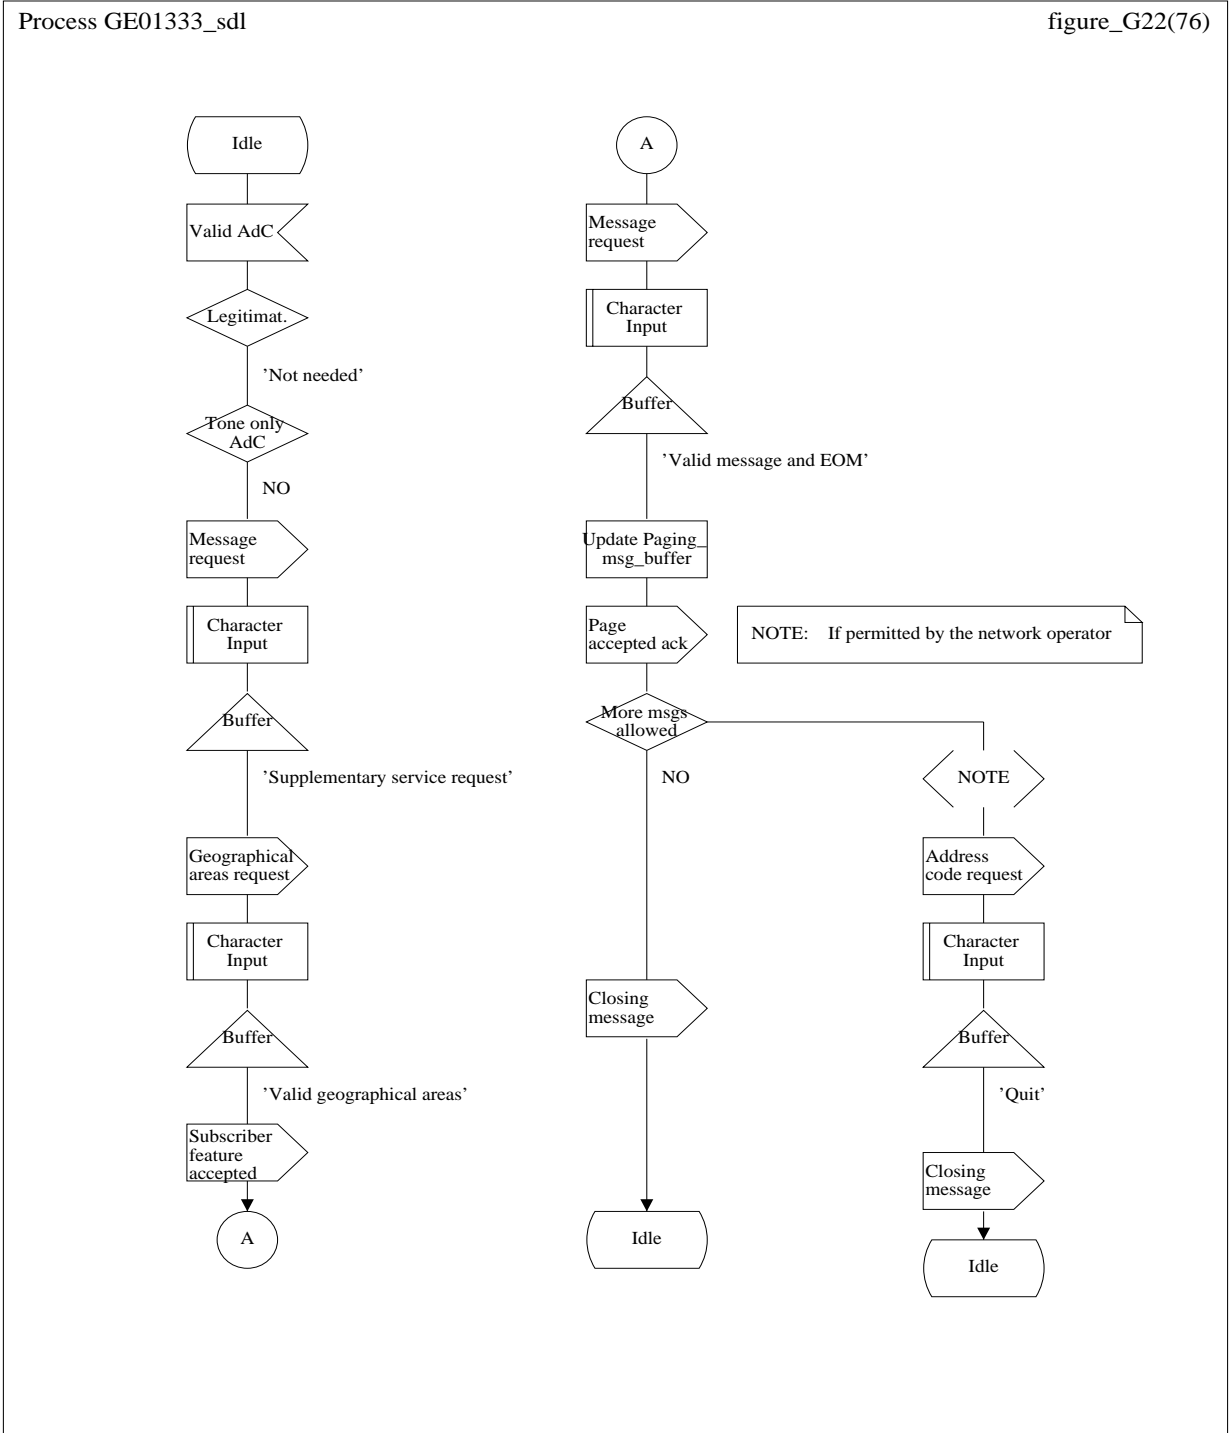 Process GE01333_sdl
figure_G22(76)
Idle
Valid AdC
Legitimat.
'Not needed'
Tone only
AdC
NO
Message
request
Character
Input
Buffer
'Supplementary service request'
Geographical
areas request
Character
Input
Buffer
'Valid geographical areas'
Subscriber
feature
accepted
A
A
Message
request
Character
Input
Buffer
'Valid message and EOM'
Update Paging_
msg_buffer
Page
accepted ack
NOTE: If permitted by the network operator
More msgs
allowed
NO
Closing
message
Idle
NOTE
Address
code request
Character
Input
Buffer
'Quit'
Closing
message
Idle